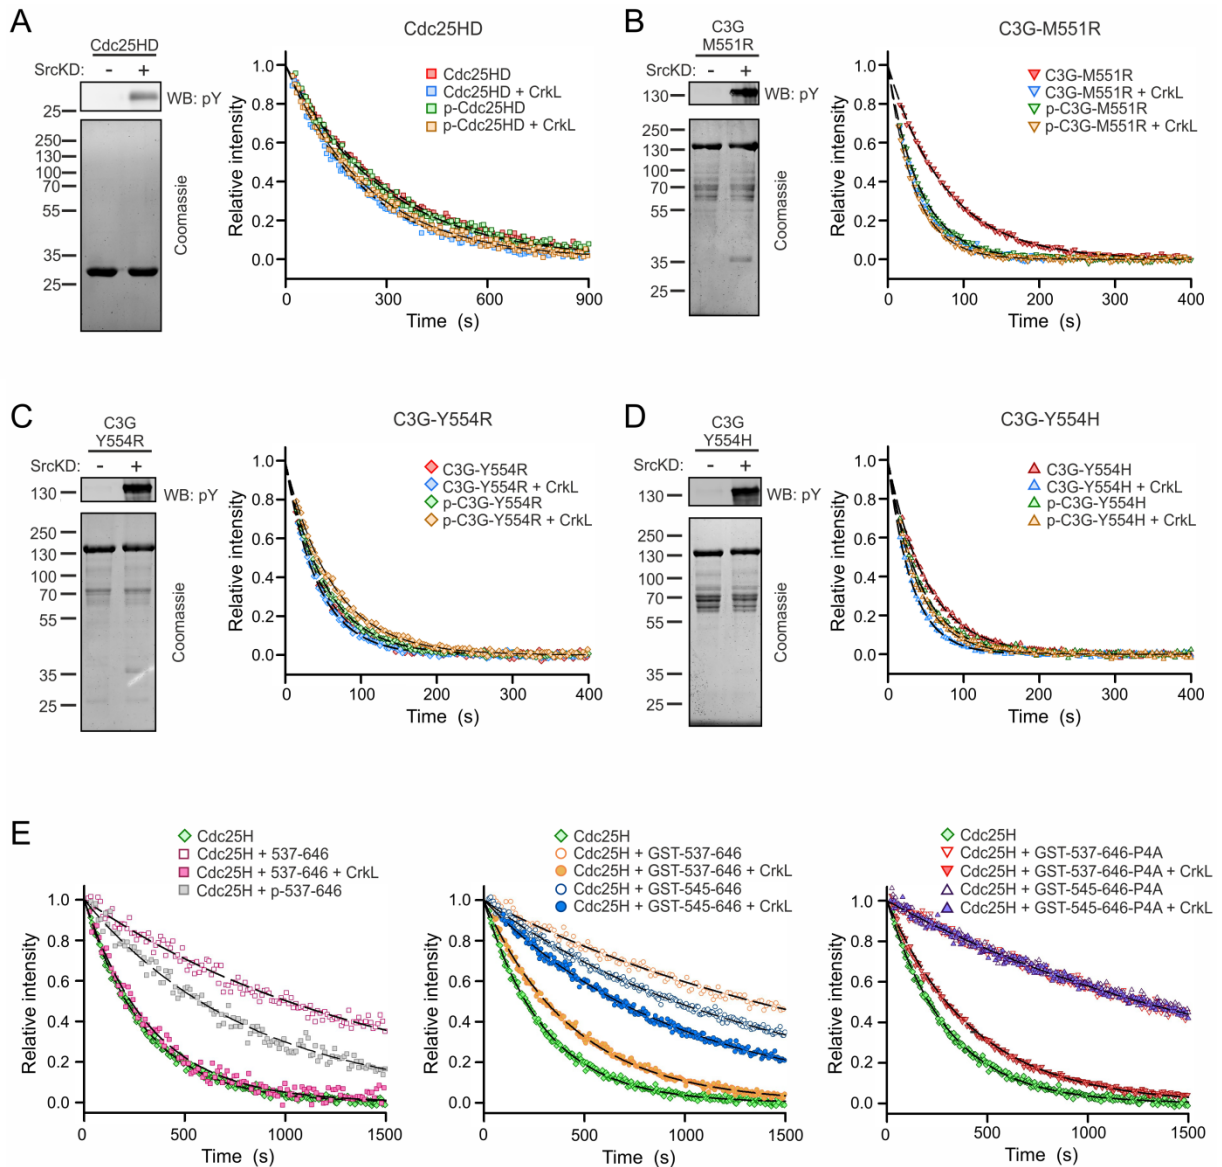 A
Cdc25HD
SrcKD: - +
WB: pY
25
250
130
100
70
55
35
25
Coomassie
Cdc25HD
Cdc25HD
Cdc25HD + CrkL
p-Cdc25HD
p-Cdc25HD + CrkL
Relative intensity
1.0
0.8
0.6
0.4
0.2
0.0
0 300 600 900
Time (s)
B
C3G
M551R
SrcKD: - +
130
WB: pY
250
130
100
70
55
35
25
Coomassie
C3G-M551R
C3G-M551R
C3G-M551R + CrkL
p-C3G-M551R
p-C3G-M551R + CrkL
Relative intensity
1.0
0.8
0.6
0.4
0.2
0.0
0 100 200 300 400
Time (s)
C
C3G
Y554R
SrcKD: - +
130
WB: pY
250
130
100
70
55
35
25
Coomassie
C3G-Y554R
C3G-Y554R
C3G-Y554R + CrkL
p-C3G-Y554R
p-C3G-Y554R + CrkL
Relative intensity
1.0
0.8
0.6
0.4
0.2
0.0
0 100 200 300 400
Time (s)
D
C3G
Y554H
SrcKD: - +
130
WB: pY
250
130
100
70
55
35
25
Coomassie
C3G-Y554H
C3G-Y554H
C3G-Y554H + CrkL
p-C3G-Y554H
p-C3G-Y554H + CrkL
Relative intensity
1.0
0.8
0.6
0.4
0.2
0.0
0 100 200 300 400
Time (s)
E
Cdc25H
Cdc25H + 537-646
Cdc25H + 537-646 + CrkL
Cdc25H + p-537-646
Relative intensity
1.0
0.8
0.6
0.4
0.2
0.0
0 500 1000 1500
Time (s)
Cdc25H
Cdc25H + GST-537-646
Cdc25H + GST-537-646 + CrkL
Cdc25H + GST-545-646
Cdc25H + GST-545-646 + CrkL
Relative intensity
1.0
0.8
0.6
0.4
0.2
0.0
0 500 1000 1500
Time (s)
Cdc25H
Cdc25H + GST-537-646-P4A
Cdc25H + GST-537-646-P4A + CrkL
Cdc25H + GST-545-646-P4A
Cdc25H + GST-545-646-P4A + CrkL
Relative intensity
1.0
0.8
0.6
0.4
0.2
0.0
0 500 1000 1500
Time (s)